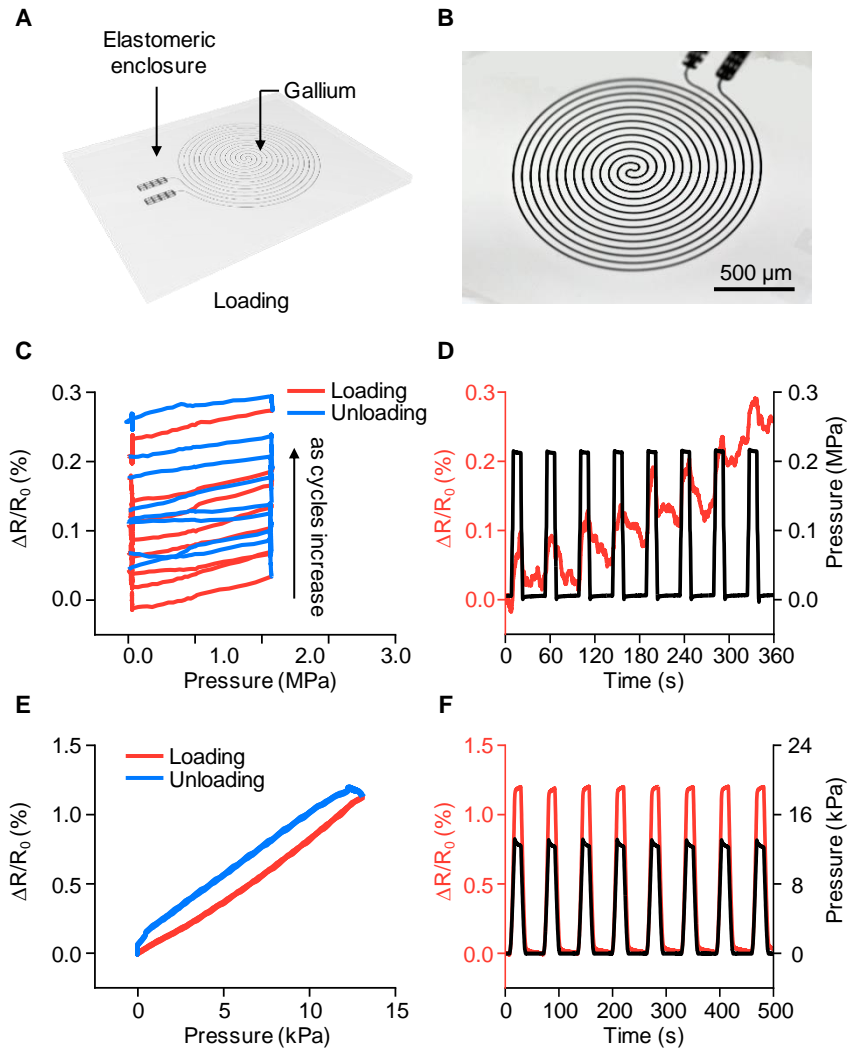 A
Elastomeric
enclosure
Gallium
Loading
B
500 µm
C
0.3
0.2
0.1
0.0
ΔR/R0 (%)
Loading
Unloading
as cycles increase
0.0
1.0
2.0
3.0
Pressure (MPa)
D
0.3
0.2
0.1
0.0
ΔR/R0 (%)
0.3
0.2
0.1
0.0
Pressure (MPa)
0 60 120 180 240 300 360
Time (s)
E
1.5
1.0
0.5
0.0
ΔR/R0 (%)
Loading
Unloading
0 5 10 15
Pressure (kPa)
F
1.5
1.0
0.5
0.0
ΔR/R0 (%)
24
18
12
6
0
Pressure (kPa)
0 100 200 300 400 500
Time (s)